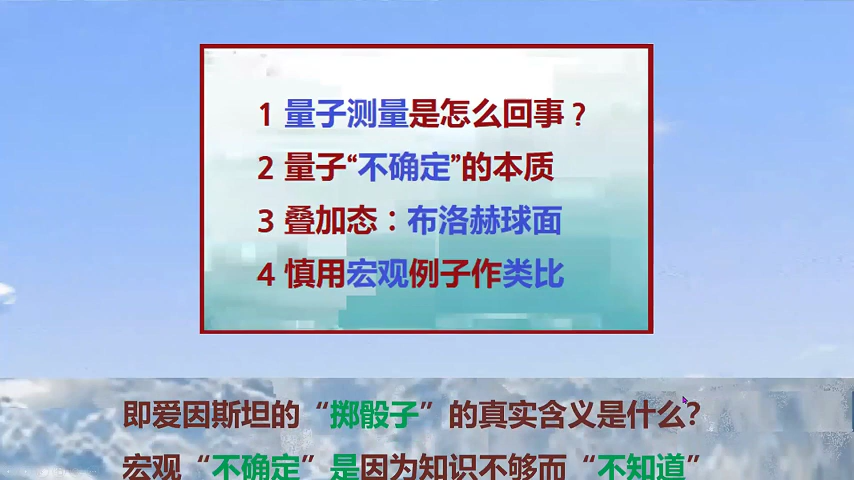 1 量子测量是怎么回事？
2 量子“不确定”的本质
3 叠加态：布洛赫球面
4 慎用宏观例子作类比
即爱因斯坦的“掷骰子”的真实含义是什么？
宏观“不确定”是因为知识不够而“不知道”